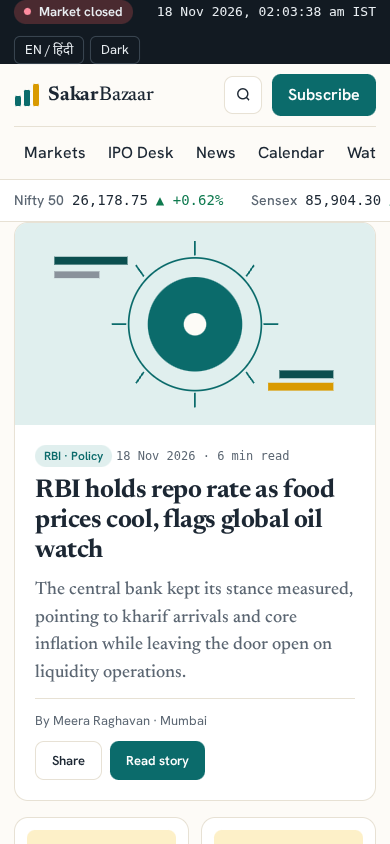 Market closed
18 Nov 2026, 02:03:38 am IST
EN / हिंदी
Dark
SakarBazaar
Subscribe
Markets IPO Desk News Calendar Wat
Nifty 50 26,178.75 ▲ +0.62% Sensex 85,904.30
RBI · Policy 18 Nov 2026 · 6 min read
RBI holds repo rate as food
prices cool, flags global oil
watch
The central bank kept its stance measured,
pointing to kharif arrivals and core
inflation while leaving the door open on
liquidity operations.
By Meera Raghavan · Mumbai
Share
Read story